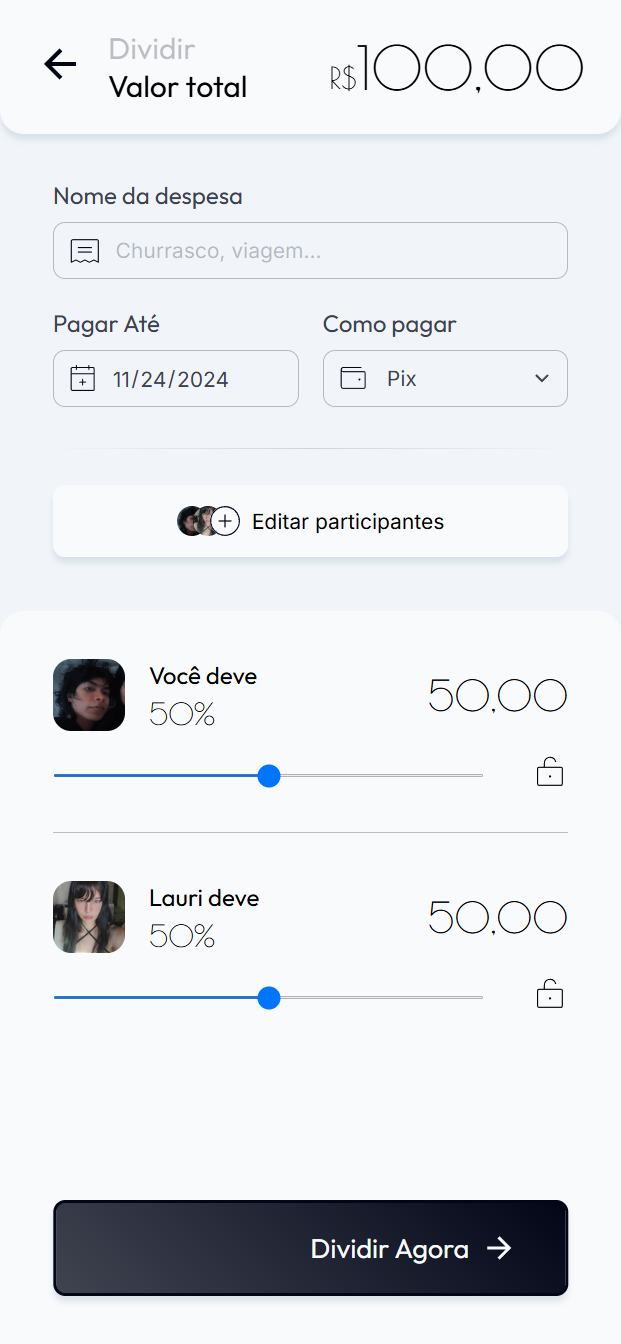 Dividir
Valor total
R$100,00
Nome da despesa
Churrasco, viagem...
Pagar Até
Como pagar
11/24/2024
Pix
Editar participantes
Você deve
50%
50,00
Lauri deve
50%
50,00
Dividir Agora